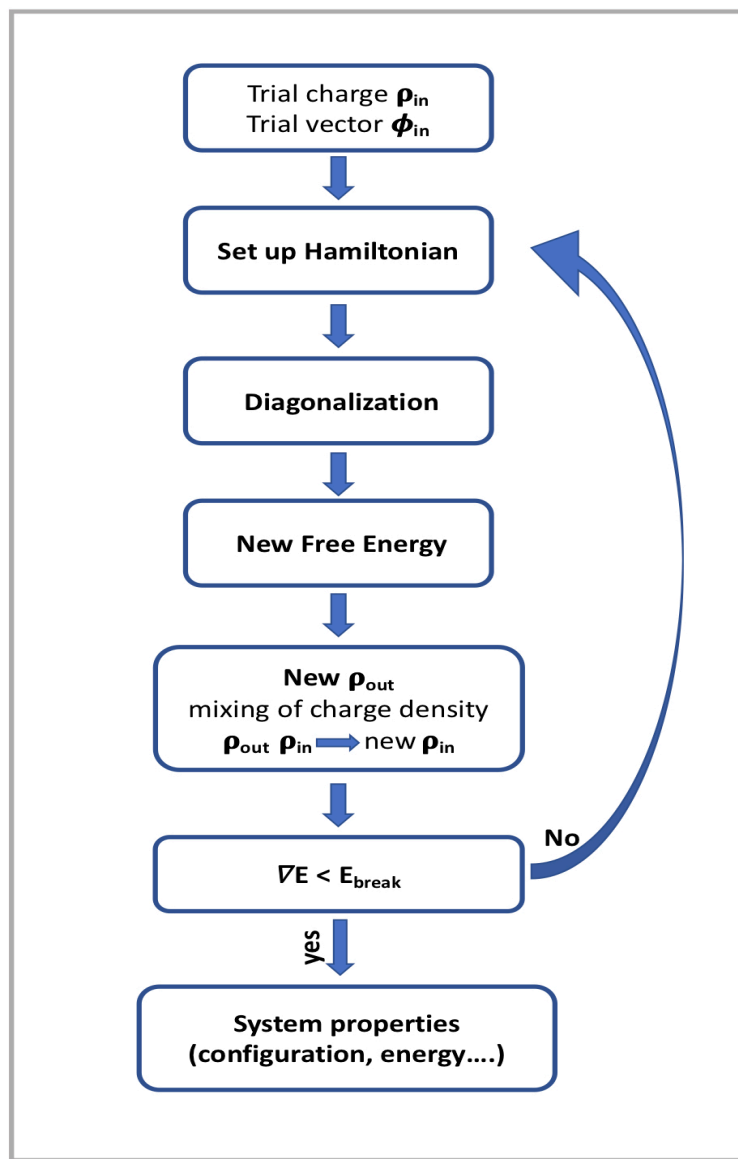 Trial charge ρin
Trial vector ϕin
Set up Hamiltonian
Diagonalization
New Free Energy
New ρout
mixing of charge density
ρout ρin → new ρin
No
∇E < Ebreak
yes
System properties
(configuration, energy....)